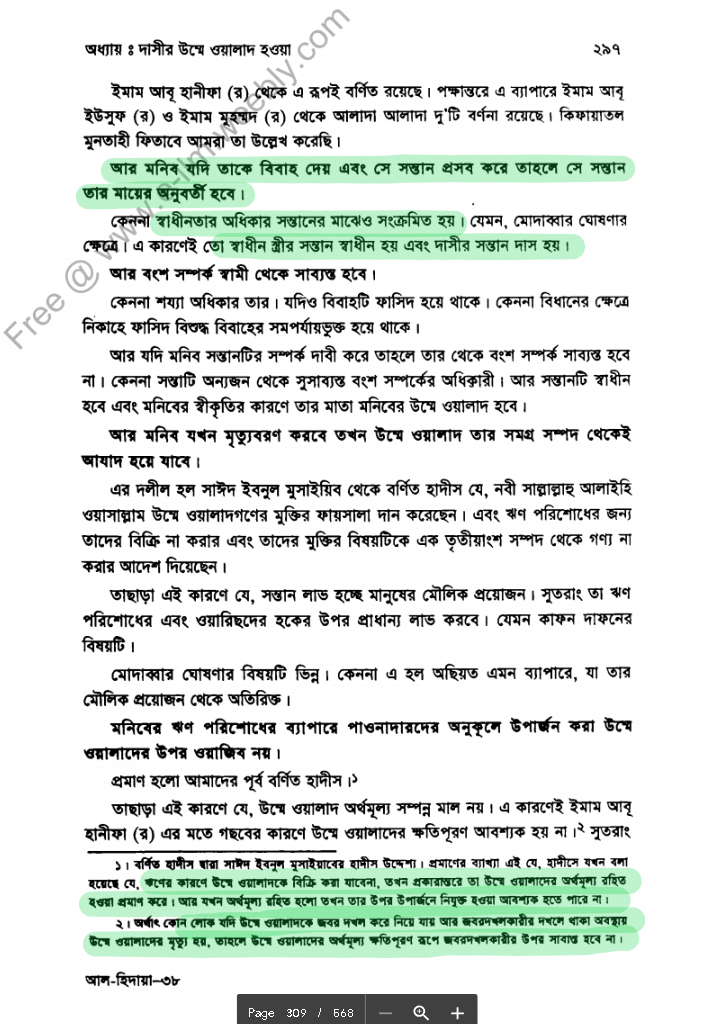 অধ্যায় ঃ দাসীর উম্মে ওয়ালাদ হওয়া ২৯৭
ইমাম আবূ হানীফা (র) থেকে এ রূপই বর্ণিত রয়েছে। পক্ষান্তরে এ ব্যাপারে ইমাম আবূ
ইউসুফ (র) ও ইমাম মুহম্মদ (র) থেকে আলাদা আলাদা দু'টি বর্ণনা রয়েছে। কিফায়াতল
মুনতাহী ফিতাবে আমরা তা উল্লেখ করেছি।
আর মনিব যদি তাকে বিবাহ দেয় এবং সে সন্তান প্রসব করে তাহলে সে সন্তান
তার মায়ের অনুবর্তী হবে।
কেননা স্বাধীনতার অধিকার সন্তানের মাঝেও সংক্রমিত হয়। যেমন, মোদাব্বার ঘোষণার
ক্ষেত্রে। এ কারণেই তো স্বাধীন স্ত্রীর সন্তান স্বাধীন হয় এবং দাসীর সন্তান দাস হয়।
আর বংশ সম্পর্ক স্বামী থেকে সাব্যস্ত হবে।
কেননা শয্যা অধিকার তার। যদিও বিবাহটি ফাসিদ হয়ে থাকে। কেননা বিধানের ক্ষেত্রে
নিকাহে ফাসিদ বিশুদ্ধ বিবাহের সমপর্যায়ভুক্ত হয়ে থাকে।
আর যদি মনিব সন্তানটির সম্পর্ক দাবী করে তাহলে তার থেকে বংশ সম্পর্ক সাব্যস্ত হবে
না। কেননা সন্তাটি অন্যজন থেকে সুসাব্যস্ত বংশ সম্পর্কের অধিকারী। আর সন্তানটি স্বাধীন
হবে এবং মনিবের স্বীকৃতির কারণে তার মাতা মনিবের উম্মে ওয়ালাদ হবে।
আর মনিব যখন মৃত্যুবরণ করবে তখন উম্মে ওয়ালাদ তার সমগ্র সম্পদ থেকেই
আযাদ হয়ে যাবে।
এর দলীল হল সাঈদ ইবনুল মুসাইয়িব থেকে বর্ণিত হাদীস যে, নবী সাল্লাল্লাহু আলাইহি
ওয়াসাল্লাম উম্মে ওয়ালাদগণের মুক্তির ফায়সালা দান করেছেন। এবং ঋণ পরিশোধের জন্য
তাদের বিক্রি না করার এবং তাদের মুক্তির বিষয়টিকে এক তৃতীয়াংশ সম্পদ থেকে গণ্য না
করার আদেশ দিয়েছেন।
তাছাড়া এই কারণে যে, সন্তান লাভ হচ্ছে মানুষের মৌলিক প্রয়োজন। সুতরাং তা ঋণ
পরিশোধের এবং ওয়ারিছদের হকের উপর প্রাধান্য লাভ করবে। যেমন কাফন দাফনের
বিষয়টি।
মোদাব্বার ঘোষণার বিষয়টি ভিন্ন। কেননা এ হল অছিয়ত এমন ব্যাপারে, যা তার
মৌলিক প্রয়োজন থেকে অতিরিক্ত।
মনিবের ঋণ পরিশোধের ব্যাপারে পাওনাদারদের অনুকূলে উপার্জন করা উম্মে
ওয়ালাদের উপর ওয়াজিব নয়।
প্রমাণ হলো আমাদের পূর্ব বর্ণিত হাদীস।১
তাছাড়া এই কারণে যে, উম্মে ওয়ালাদ অর্থমূল্য সম্পন্ন মাল নয়। এ কারণেই ইমাম আবূ
হানীফা (র) এর মতে গছবের কারণে উম্মে ওয়ালাদের ক্ষতিপূরণ আবশ্যক হয় না।২ সুতরাং
১। বর্ণিত হাদীস দ্বারা সাঈদ ইবনুল মুসাইয়াবের হাদীস উদ্দেশ্য। প্রমাণের ব্যাখ্যা এই যে, হাদীসে যখন বলা
হয়েছে যে, ঋণের কারণে উম্মে ওয়ালাদকে বিক্রি করা যাবেনা, তখন প্রকারান্তরে তা উম্মে ওয়ালাদের অর্থমূল্য রহিত
হওয়া প্রমাণ করে। আর যখন অর্থমূল্য রহিত হলো তখন তার উপর উপার্জনে নিযুক্ত হওয়া আবশ্যক হতে পারে না।
২। অর্থাৎ কোন লোক যদি উম্মে ওয়ালাদকে জবর দখল করে নিয়ে যায় আর জবরদখলকারীর দখলে থাকা অবস্থায়
উম্মে ওয়ালাদের মৃত্যু হয়, তাহলে উম্মে ওয়ালাদের অর্থমূল্য ক্ষতিপূরণ রূপে জবরদখলকারীর উপর সাব্যস্ত হবে না।
আল-হিদায়া–৩৮
Free @ www.e-ilm.weebly.com
Page 309 / 568